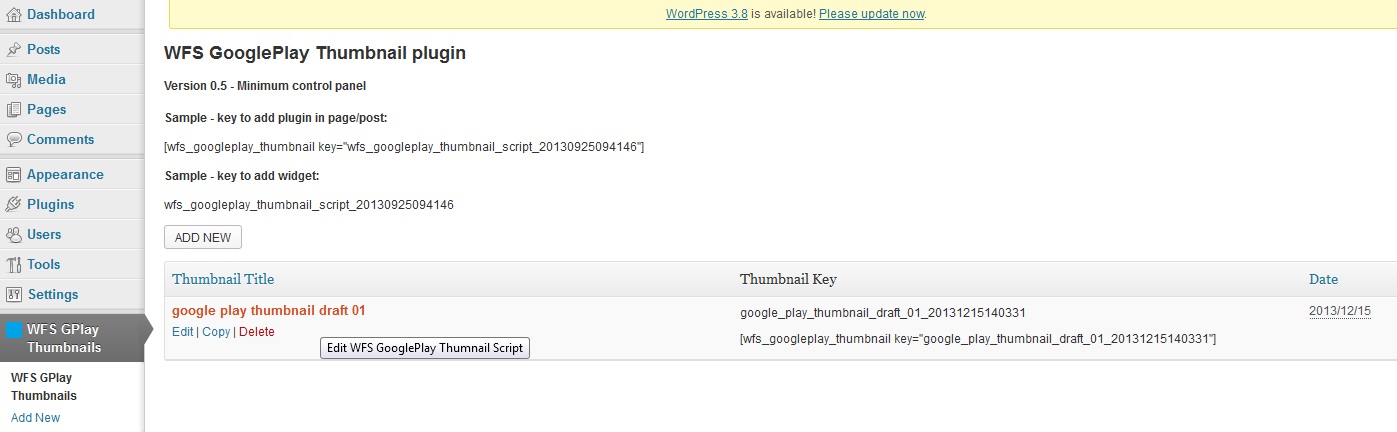 Dashboard
Posts
Media
Pages
Comments
Appearance
Plugins
Users
Tools
Settings
WFS GPlay
Thumbnails
WFS GPlay
Thumbnails
Add New
WordPress 3.8 is available! Please update now.
WFS GooglePlay Thumbnail plugin
Version 0.5 - Minimum control panel
Sample - key to add plugin in page/post:
[wfs_googleplay_thumbnail key="wfs_googleplay_thumbnail_script_20130925094146"]
Sample - key to add widget:
wfs_googleplay_thumbnail_script_20130925094146
ADD NEW
Thumbnail Title Thumbnail Key Date
google play thumbnail draft 01 google_play_thumbnail_draft_01_20131215140331 2013/12/15
Edit | Copy | Delete [wfs_googleplay_thumbnail key="google_play_thumbnail_draft_01_20131215140331"]
Edit WFS GooglePlay Thumnail Script